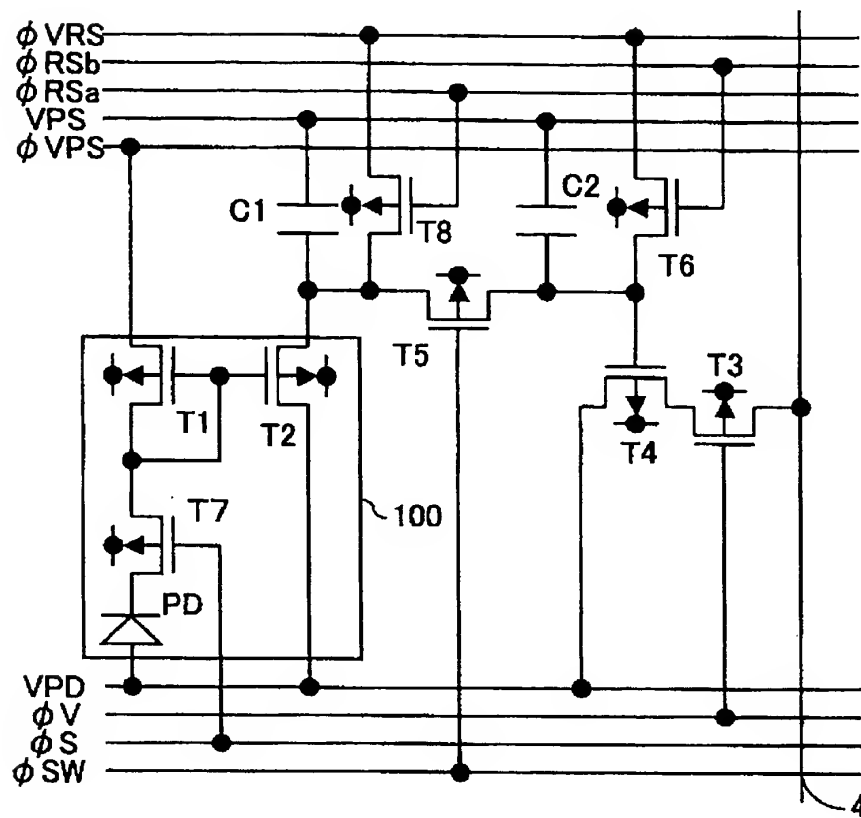 φVRS
φRSb
φRSa
VPS
φVPS
C1
T8
C2
T6
T5
T1
T2
T3
T4
T7
100
PD
VPD
φV
φS
φSW
4